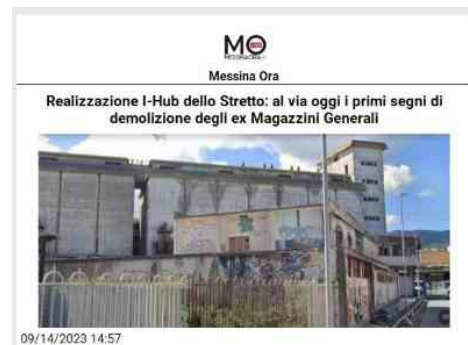 MO
Messina Ora
Realizzazione I-Hub dello Stretto: al via oggi i primi segni di
demolizione degli ex Magazzini Generali
09/14/2023 14:57